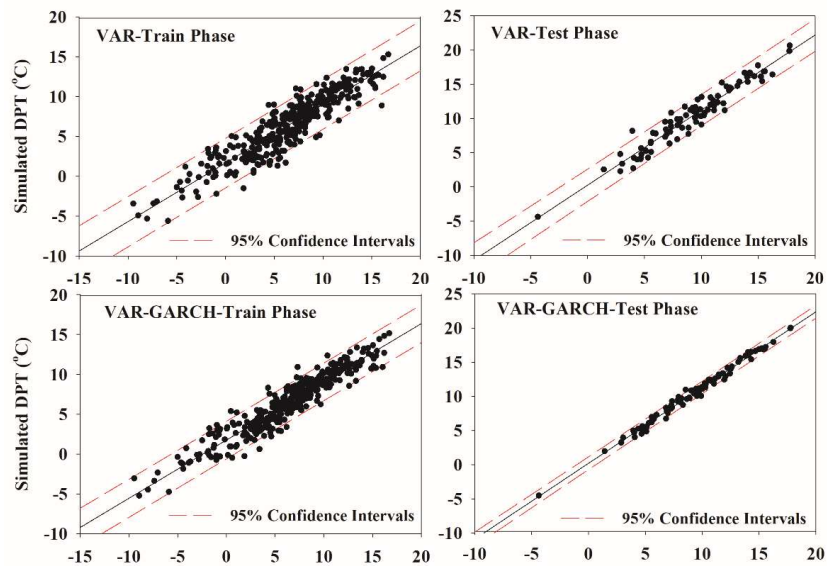 VAR-Train Phase
20
15
10
5
0
-5
-10
Simulated DPT (°C)
95% Confidence Intervals
-15 -10 -5 0 5 10 15 20
VAR-Test Phase
25
20
15
10
5
0
-5
-10
95% Confidence Intervals
-10 -5 0 5 10 15 20
VAR-GARCH-Train Phase
20
15
10
5
0
-5
-10
Simulated DPT (°C)
95% Confidence Intervals
-15 -10 -5 0 5 10 15 20
VAR-GARCH-Test Phase
25
20
15
10
5
0
-5
-10
95% Confidence Intervals
-10 -5 0 5 10 15 20